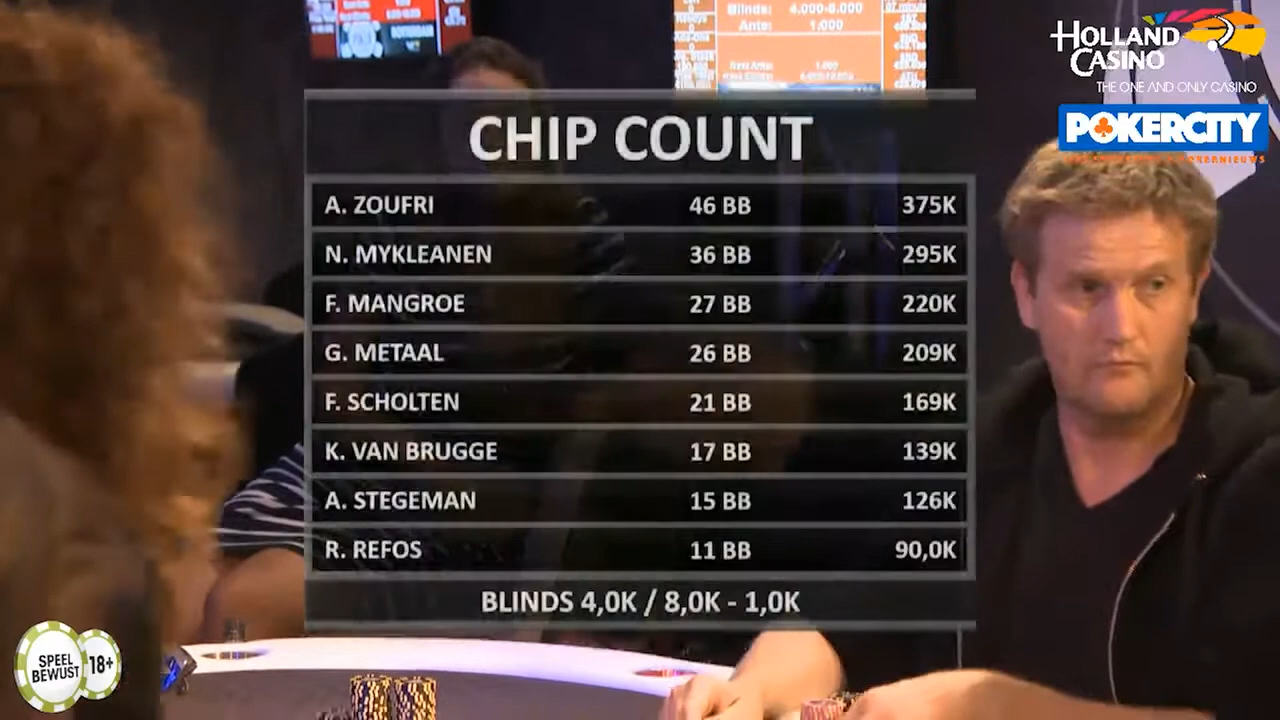 Blinds: 4.000-8.000
Ante: 1.000
HOLLAND
CASINO
THE ONE AND ONLY CASINO
POKERCITY
CHIP COUNT
A. ZOUFRI 46 BB 375K
N. MYKLEANEN 36 BB 295K
F. MANGROE 27 BB 220K
G. METAAL 26 BB 209K
F. SCHOLTEN 21 BB 169K
K. VAN BRUGGE 17 BB 139K
A. STEGEMAN 15 BB 126K
R. REFOS 11 BB 90,0K
BLINDS 4,0K / 8,0K - 1,0K
SPEEL
BEWUST
18+